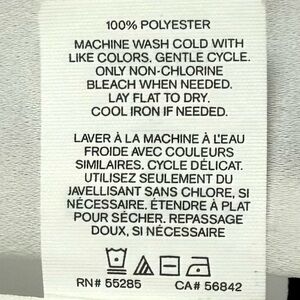 100% POLYESTER
MACHINE WASH COLD WITH
LIKE COLORS. GENTLE CYCLE.
ONLY NON-CHLORINE
BLEACH WHEN NEEDED.
LAY FLAT TO DRY.
COOL IRON IF NEEDED.
LAVER À LA MACHINE À L'EAU
FROIDE AVEC COULEURS
SIMILAIRES. CYCLE DÉLICAT.
UTILISEZ SEULEMENT DU
JAVELLISANT SANS CHLORE, SI
NÉCESSAIRE. ÉTENDRE À PLAT
POUR SÉCHER. REPASSAGE
DOUX, SI NÉCESSAIRE
RN# 55285 CA# 56842